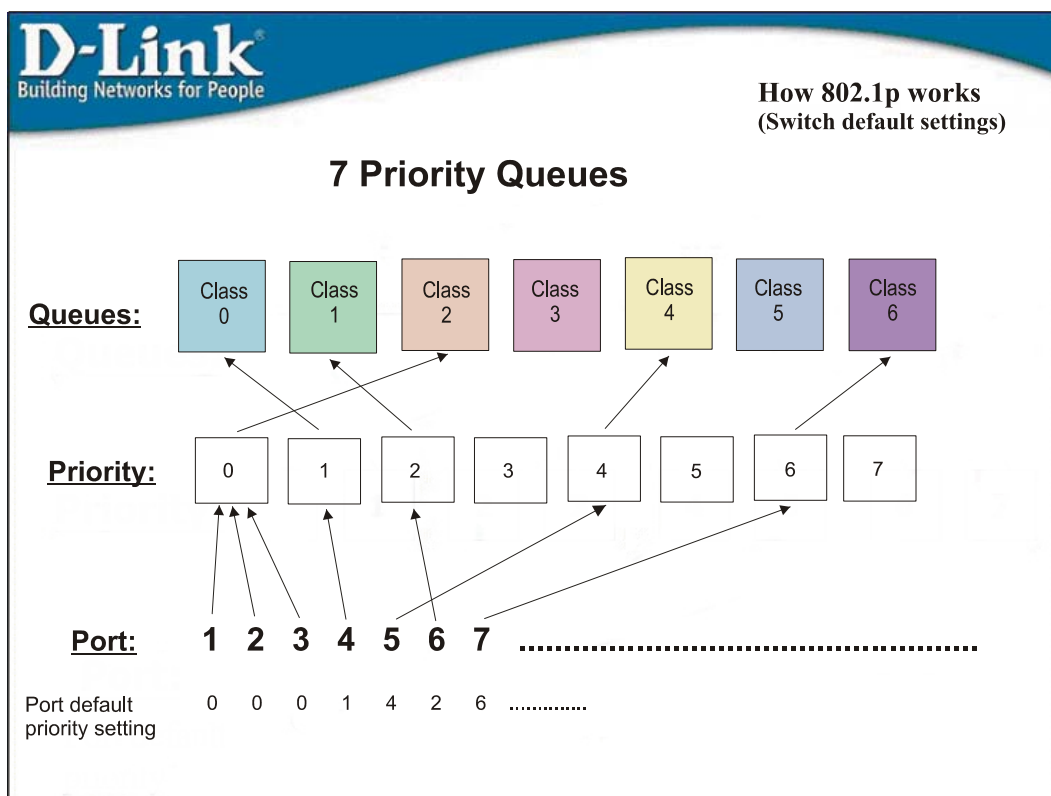 D-Link®
Building Networks for People
How 802.1p works
(Switch default settings)
7 Priority Queues
Queues:
Class 0
Class 1
Class 2
Class 3
Class 4
Class 5
Class 6
Priority:
0 1 2 3 4 5 6 7
Port: 1 2 3 4 5 6 7 ....................................................
Port default priority setting
0 0 0 1 4 2 6 .............